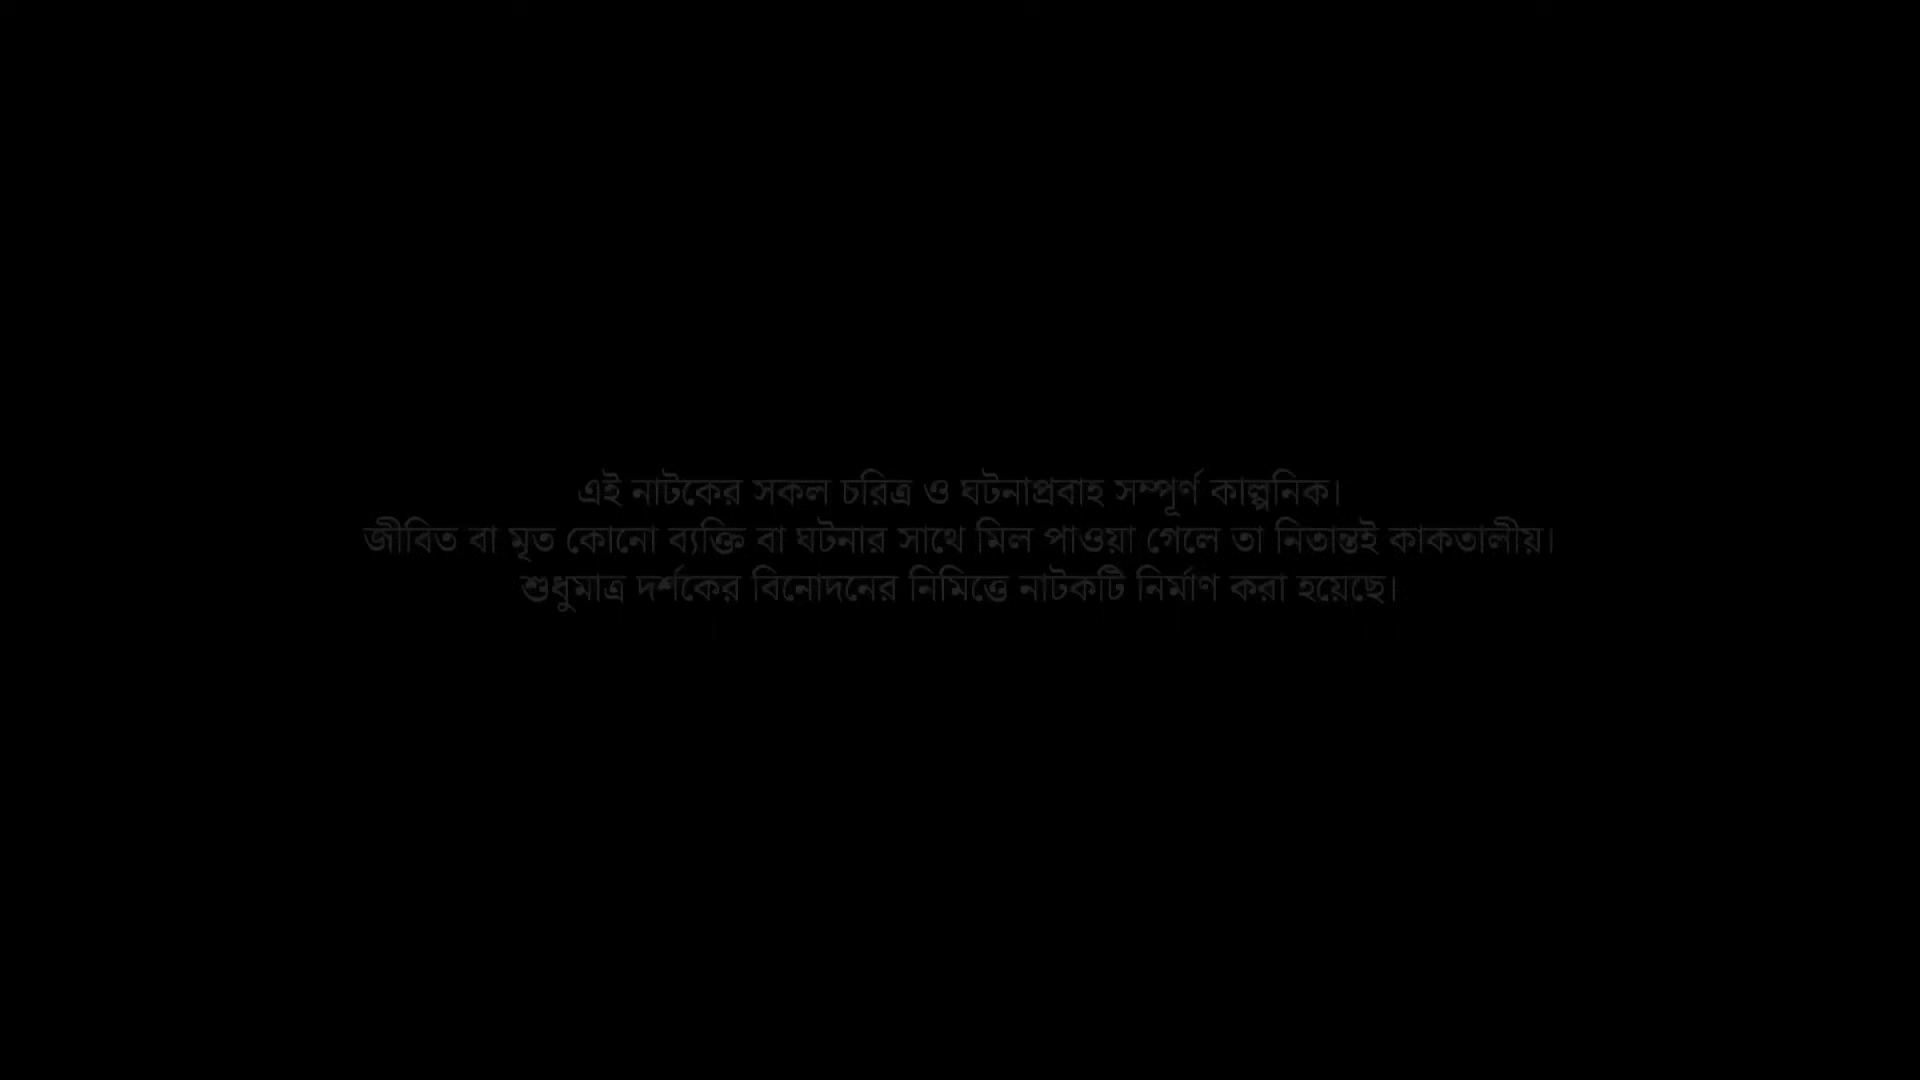 এই নাটকের সকল চরিত্র ও ঘটনাপ্রবাহ সম্পূর্ণ কাল্পনিক।
জীবিত বা মৃত কোনো ব্যক্তি বা ঘটনার সাথে মিল পাওয়া গেলে তা নিতান্তই কাকতালীয়।
শুধুমাত্র দর্শকের বিনোদনের নিমিত্তে নাটকটি নির্মাণ করা হয়েছে।